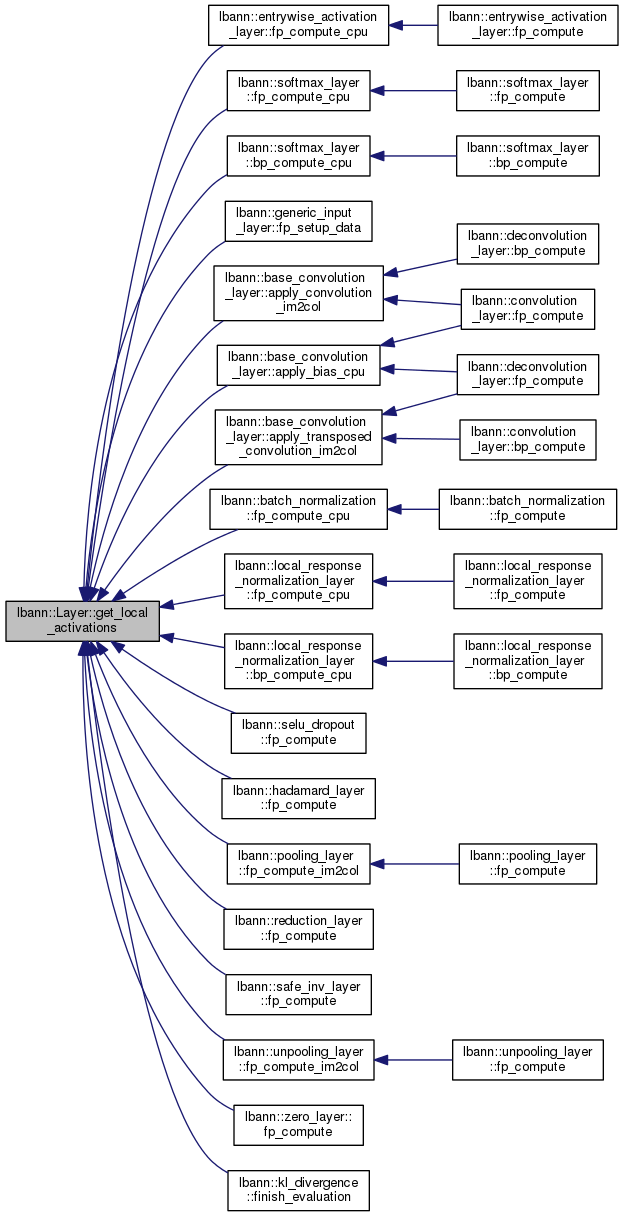 lbann::entrywise_activation
_layer::fp_compute_cpu
lbann::entrywise_activation
_layer::fp_compute
lbann::softmax_layer
::fp_compute_cpu
lbann::softmax_layer
::fp_compute
lbann::softmax_layer
::bp_compute_cpu
lbann::softmax_layer
::bp_compute
lbann::generic_input
_layer::fp_setup_data
lbann::deconvolution
_layer::bp_compute
lbann::base_convolution
_layer::apply_convolution
_im2col
lbann::convolution
_layer::fp_compute
lbann::base_convolution
_layer::apply_bias_cpu
lbann::deconvolution
_layer::fp_compute
lbann::base_convolution
_layer::apply_transposed
_convolution_im2col
lbann::convolution
_layer::bp_compute
lbann::batch_normalization
::fp_compute_cpu
lbann::batch_normalization
::fp_compute
lbann::local_response
_normalization_layer
::fp_compute_cpu
lbann::local_response
_normalization_layer
::fp_compute
lbann::Layer::get_local
_activations
lbann::local_response
_normalization_layer
::bp_compute_cpu
lbann::local_response
_normalization_layer
::bp_compute
lbann::selu_dropout
::fp_compute
lbann::hadamard_layer
::fp_compute
lbann::pooling_layer
::fp_compute_im2col
lbann::pooling_layer
::fp_compute
lbann::reduction_layer
::fp_compute
lbann::safe_inv_layer
::fp_compute
lbann::unpooling_layer
::fp_compute_im2col
lbann::unpooling_layer
::fp_compute
lbann::zero_layer::
fp_compute
lbann::kl_divergence
::finish_evaluation